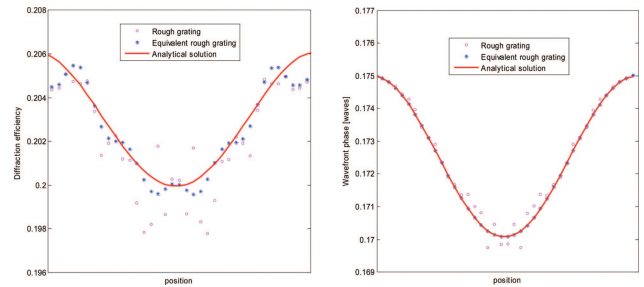 0.208
0.206
0.204
0.202
0.2
0.198
0.196
Diffraction efficiency
Rough grating
Equivalent rough grating
Analytical solution
position
0.177
0.176
0.175
0.174
0.173
0.172
0.171
0.17
0.169
Wavefront phase [waves]
Rough grating
Equivalent rough grating
Analytical solution
position